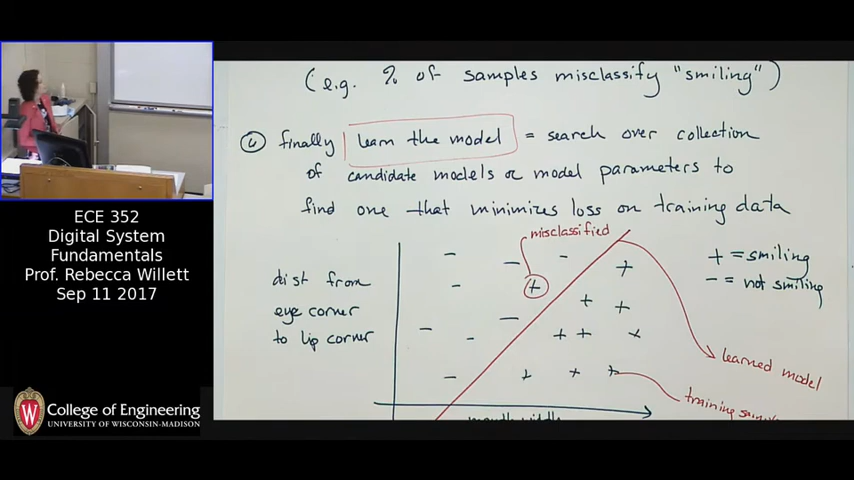 (e.g. % of samples misclassify "smiling")
④ finally learn the model = search over collection
of candidate models or model parameters to
find one that minimizes loss on training data
misclassified
+ = smiling
- = not smiling
dist from
eye corner
to lip corner
learned model
training
mouth middle
ECE 352
Digital System
Fundamentals
Prof. Rebecca Willett
Sep 11 2017
College of Engineering
UNIVERSITY OF WISCONSIN-MADISON